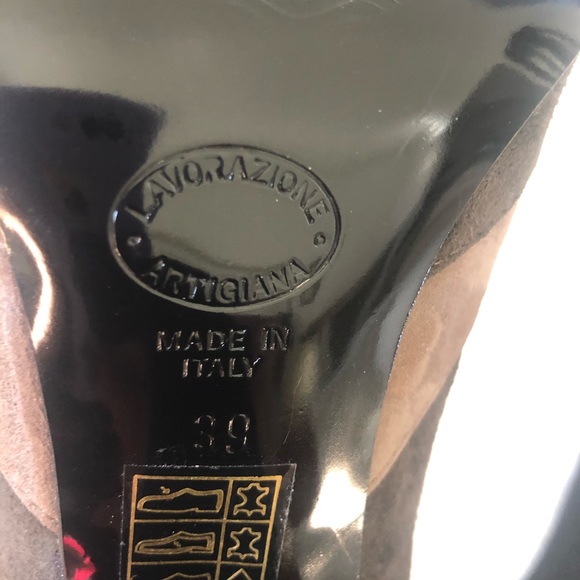 LAVORAZIONE
ARTIGIANA
MADE IN
ITALY
39